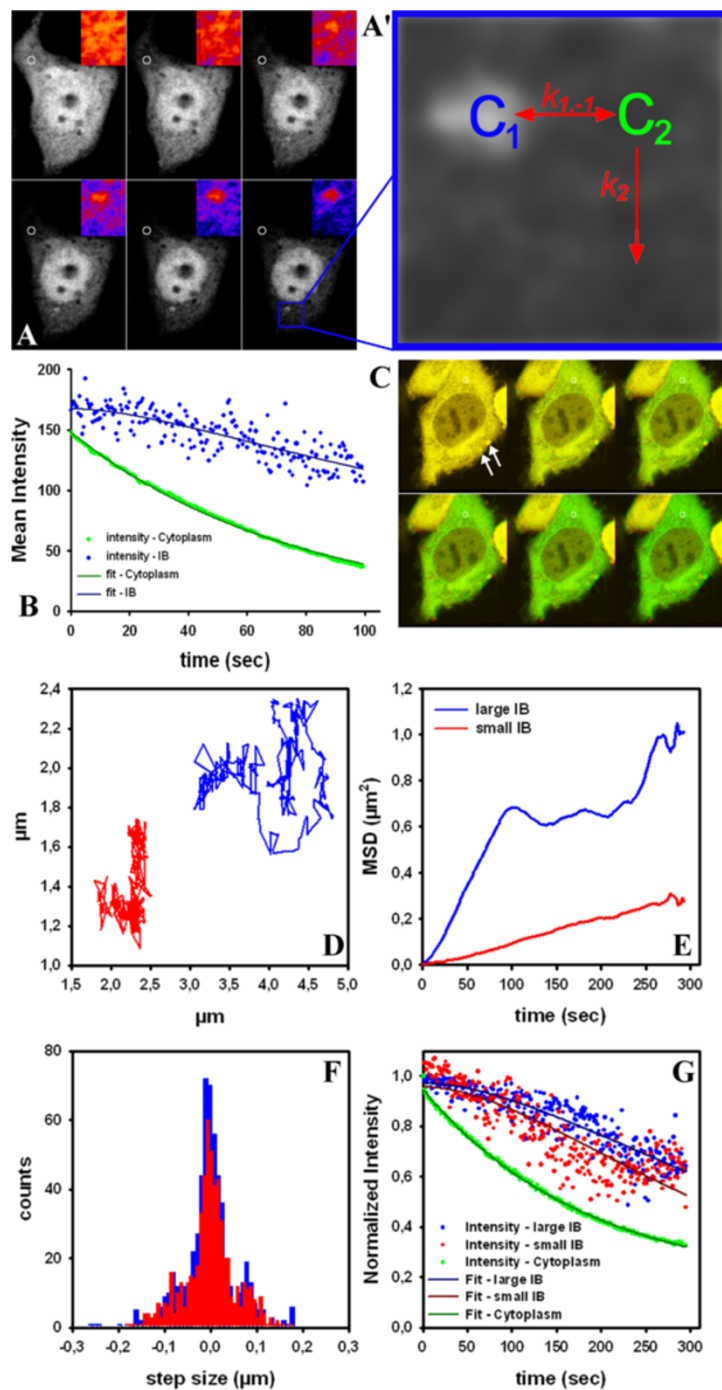 A
A'
C1
k1,-1
C2
k2
B
Mean Intensity
200
150
100
50
0
intensity - Cytoplasm
intensity - IB
fit - Cytoplasm
fit - IB
0 20 40 60 80 100
time (sec)
C
D
µm
2,4
2,2
2,0
1,8
1,6
1,4
1,2
1,0
1,5 2,0 2,5 3,0 3,5 4,0 4,5 5,0
µm
E
MSD (µm²)
1,2
1,0
0,8
0,6
0,4
0,2
0,0
large IB
small IB
0 50 100 150 200 250 300
time (sec)
F
counts
80
60
40
20
0
-0,3 -0,2 -0,1 0,0 0,1 0,2 0,3
step size (µm)
G
Normalized Intensity
1,0
0,8
0,6
0,4
0,2
0,0
Intensity - large IB
Intensity - small IB
Intensity - Cytoplasm
Fit - large IB
Fit - small IB
Fit - Cytoplasm
0 50 100 150 200 250 300
time (sec)